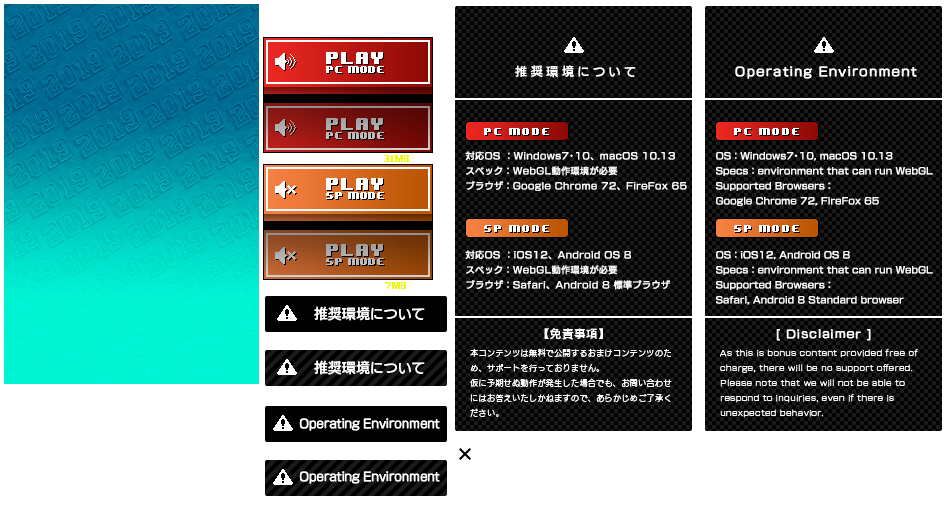 2019 2019 2019
PLAY
PC MODE
PLAY
PC MODE
31MB
PLAY
SP MODE
PLAY
SP MODE
7MB
推奨環境について
推奨環境について
Operating Environment
Operating Environment
推奨環境について
PC MODE
対応OS ：Windows7･10、macOS 10.13
スペック：WebGL動作環境が必要
ブラウザ：Google Chrome 72、FireFox 65
SP MODE
対応OS ：iOS12、Android OS 8
スペック：WebGL動作環境が必要
ブラウザ：Safari、Android 8 標準ブラウザ
【免責事項】
本コンテンツは無料で公開するおまけコンテンツのた
め、サポートを行っておりません。
仮に予期せぬ動作が発生した場合でも、お問い合わせ
にはお答えいたしかねますので、あらかじめご了承く
ださい。
Operating Environment
PC MODE
OS：Windows7･10, macOS 10.13
Specs：environment that can run WebGL
Supported Browsers：
Google Chrome 72, FireFox 65
SP MODE
OS：iOS12, Android OS 8
Specs：environment that can run WebGL
Supported Browsers：
Safari, Android 8 Standard browser
[ Disclaimer ]
As this is bonus content provided free of
charge, there will be no support offered.
Please note that we will not be able to
respond to inquiries, even if there is
unexpected behavior.